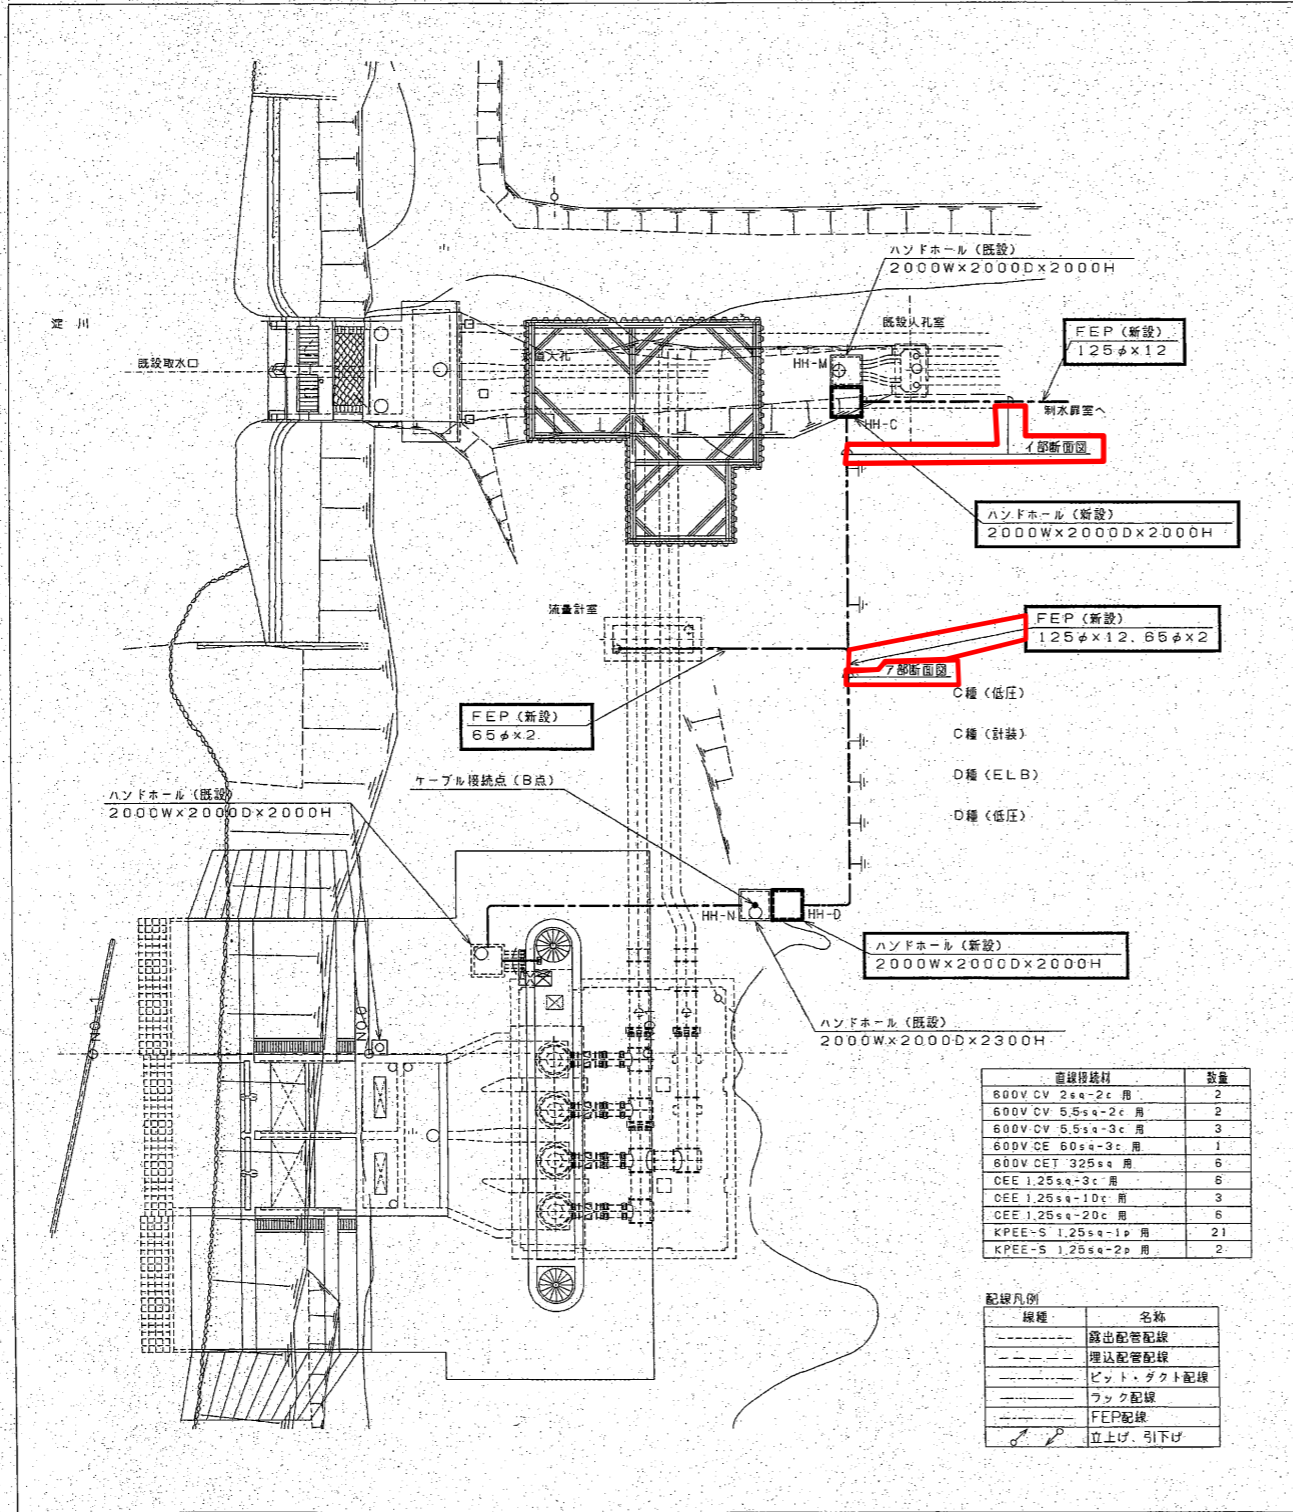 ハンドホール (既設)
2000W×2000D×2000H
淀 川
既設人孔室
FEP (新設)
125φ×12
既設取水口
HH-M
制水扉室へ
HH-C
イ部断面図
ハンドホール (新設)
2000W×2000D×2000H
流量計室
FEP (新設)
125φ×12, 65φ×2
ア部断面図
C種 (低圧)
FEP (新設)
65φ×2
C種 (計装)
ケーブル接続点 (B点)
D種 (ELB)
ハンドホール (既設)
2000W×2000D×2000H
D種 (低圧)
HH-N
HH-D
ハンドホール (新設)
2000W×2000D×2000H
ハンドホール (既設)
2000W×2000D×2300H
直線接続材 数量
600V CV 2sq-2c 用 2
600V CV 5.5sq-2c 用 2
600V CV 5.5sq-3c 用 3
600V CE 60sq-3c 用 1
600V CET 325sq 用 6
CEE 1.25sq-3c 用 6
CEE 1.25sq-10c 用 3
CEE 1.25sq-20c 用 6
KPEE-S 1.25sq-1p 用 21
KPEE-S 1.25sq-2p 用 2
配線凡例
線種 名称
露出配管配線
埋込配管配線
ピット・ダクト配線
ラック配線
FEP配線
立上げ、引下げ